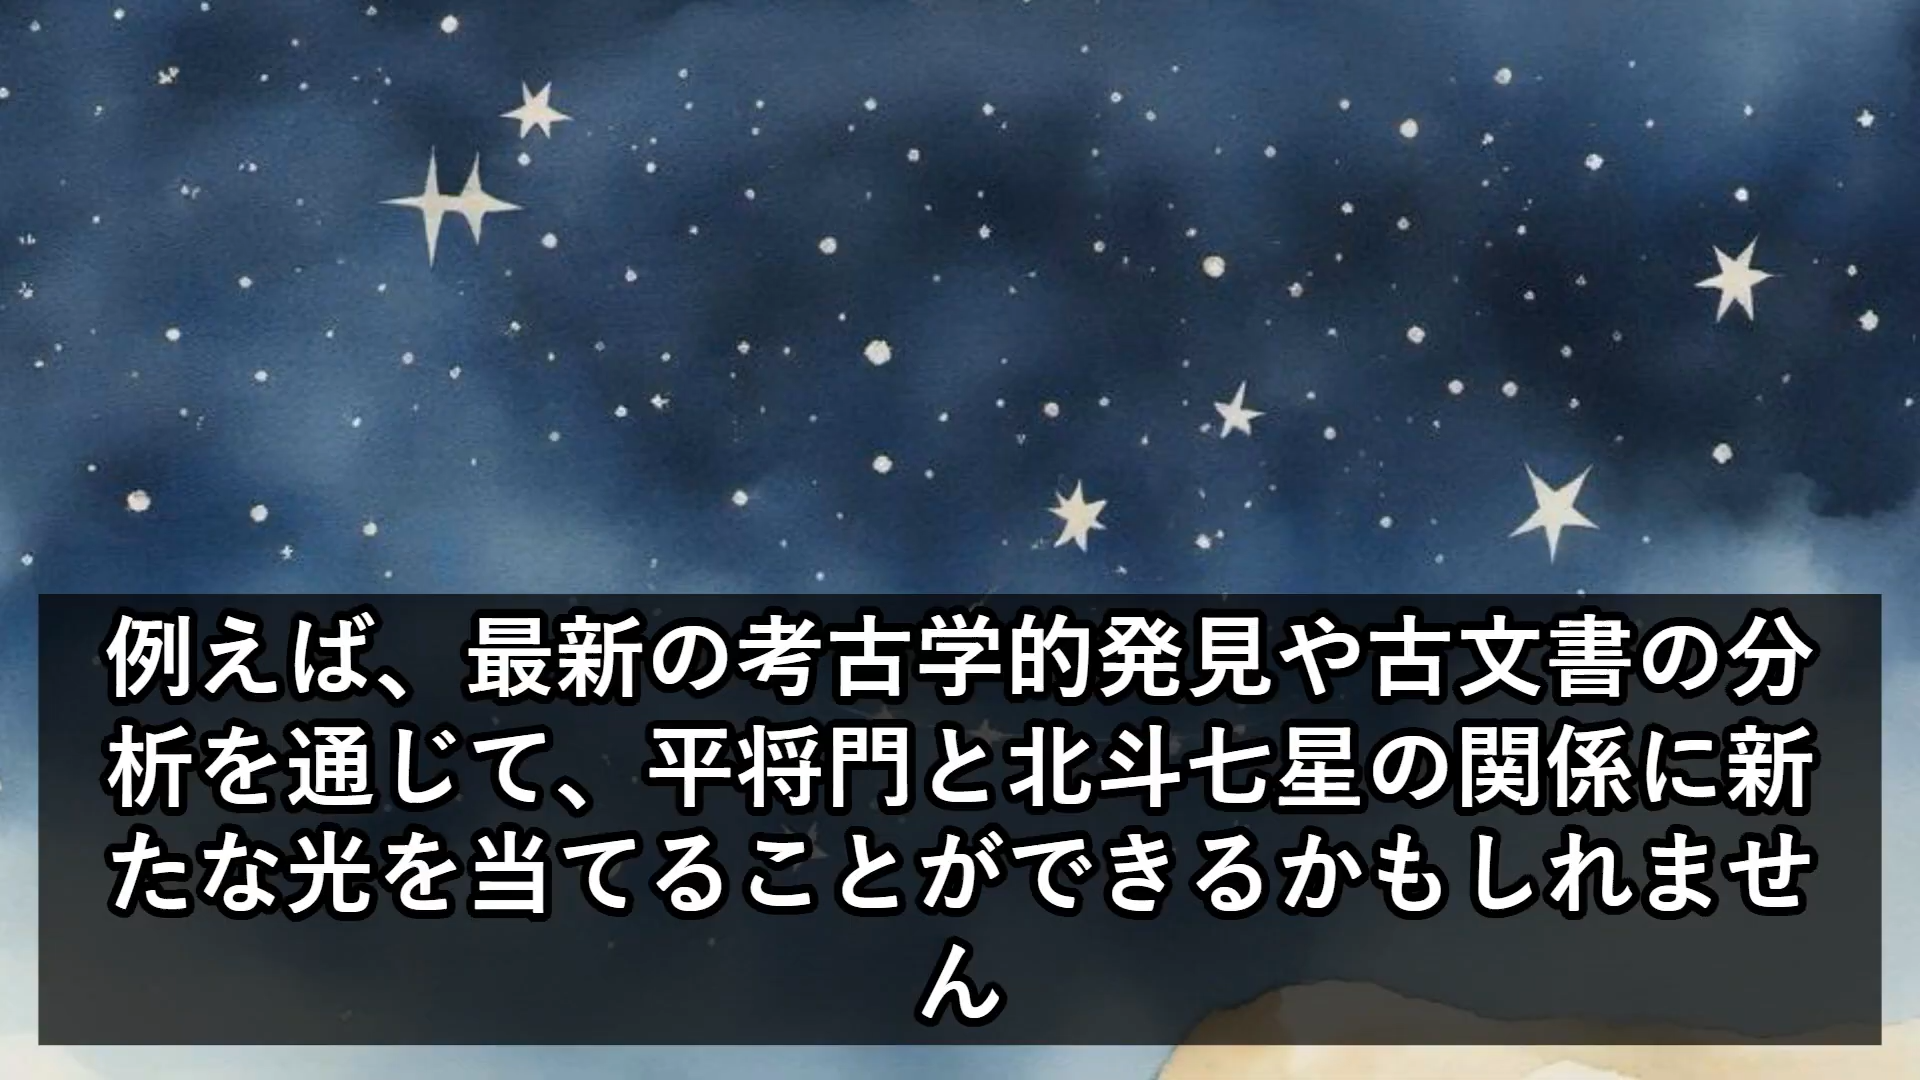 例えば、最新の考古学的発見や古文書の分
析を通じて、平将門と北斗七星の関係に新
たな光を当てることができるかもしれませ
ん